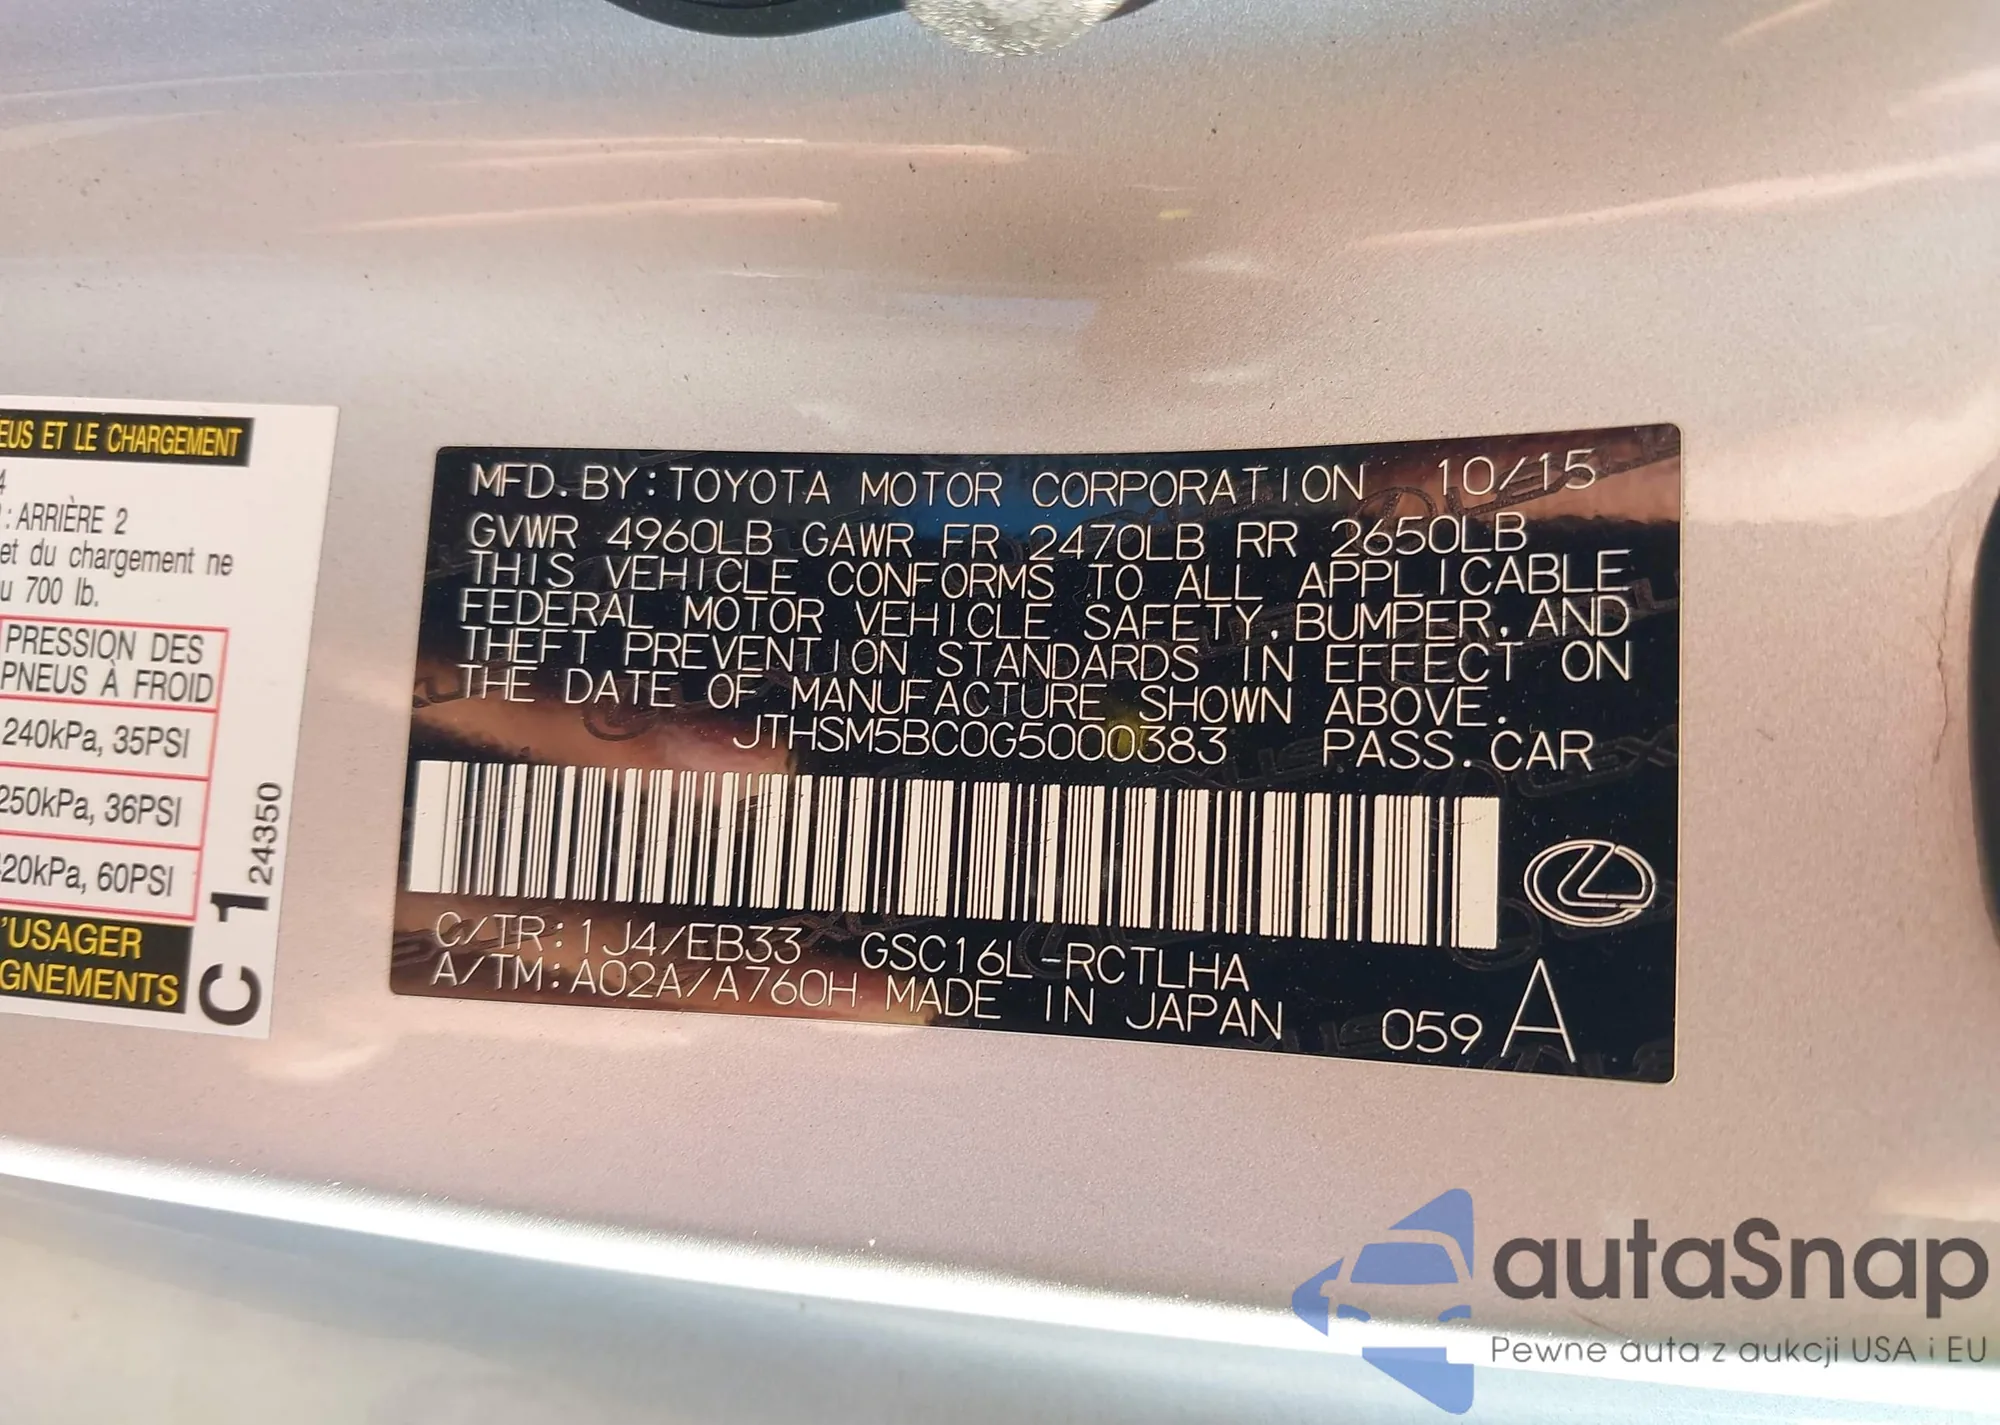 EUS ET LE CHARGEMENT
4
: ARRIÈRE 2
et du chargement ne
u 700 lb.
PRESSION DES
PNEUS À FROID
240kPa, 35PSI
250kPa, 36PSI
420kPa, 60PSI
'USAGER
GNEMENTS
C 1 24350
MFD. BY: TOYOTA MOTOR CORPORATION 10/15
GVWR 4960LB GAWR FR 2470LB RR 2650LB
THIS VEHICLE CONFORMS TO ALL APPLICABLE
FEDERAL MOTOR VEHICLE SAFETY, BUMPER, AND
THEFT PREVENTION STANDARDS IN EFFECT ON
THE DATE OF MANUFACTURE SHOWN ABOVE.
JTHSM5BC0G5000383 PASS. CAR
C/TR: 1J4/EB33 GSC16L-RCTLHA
A/TM: A02A/A760H MADE IN JAPAN 059 A
autaSnap
Pewne auta z aukcji USA i EU